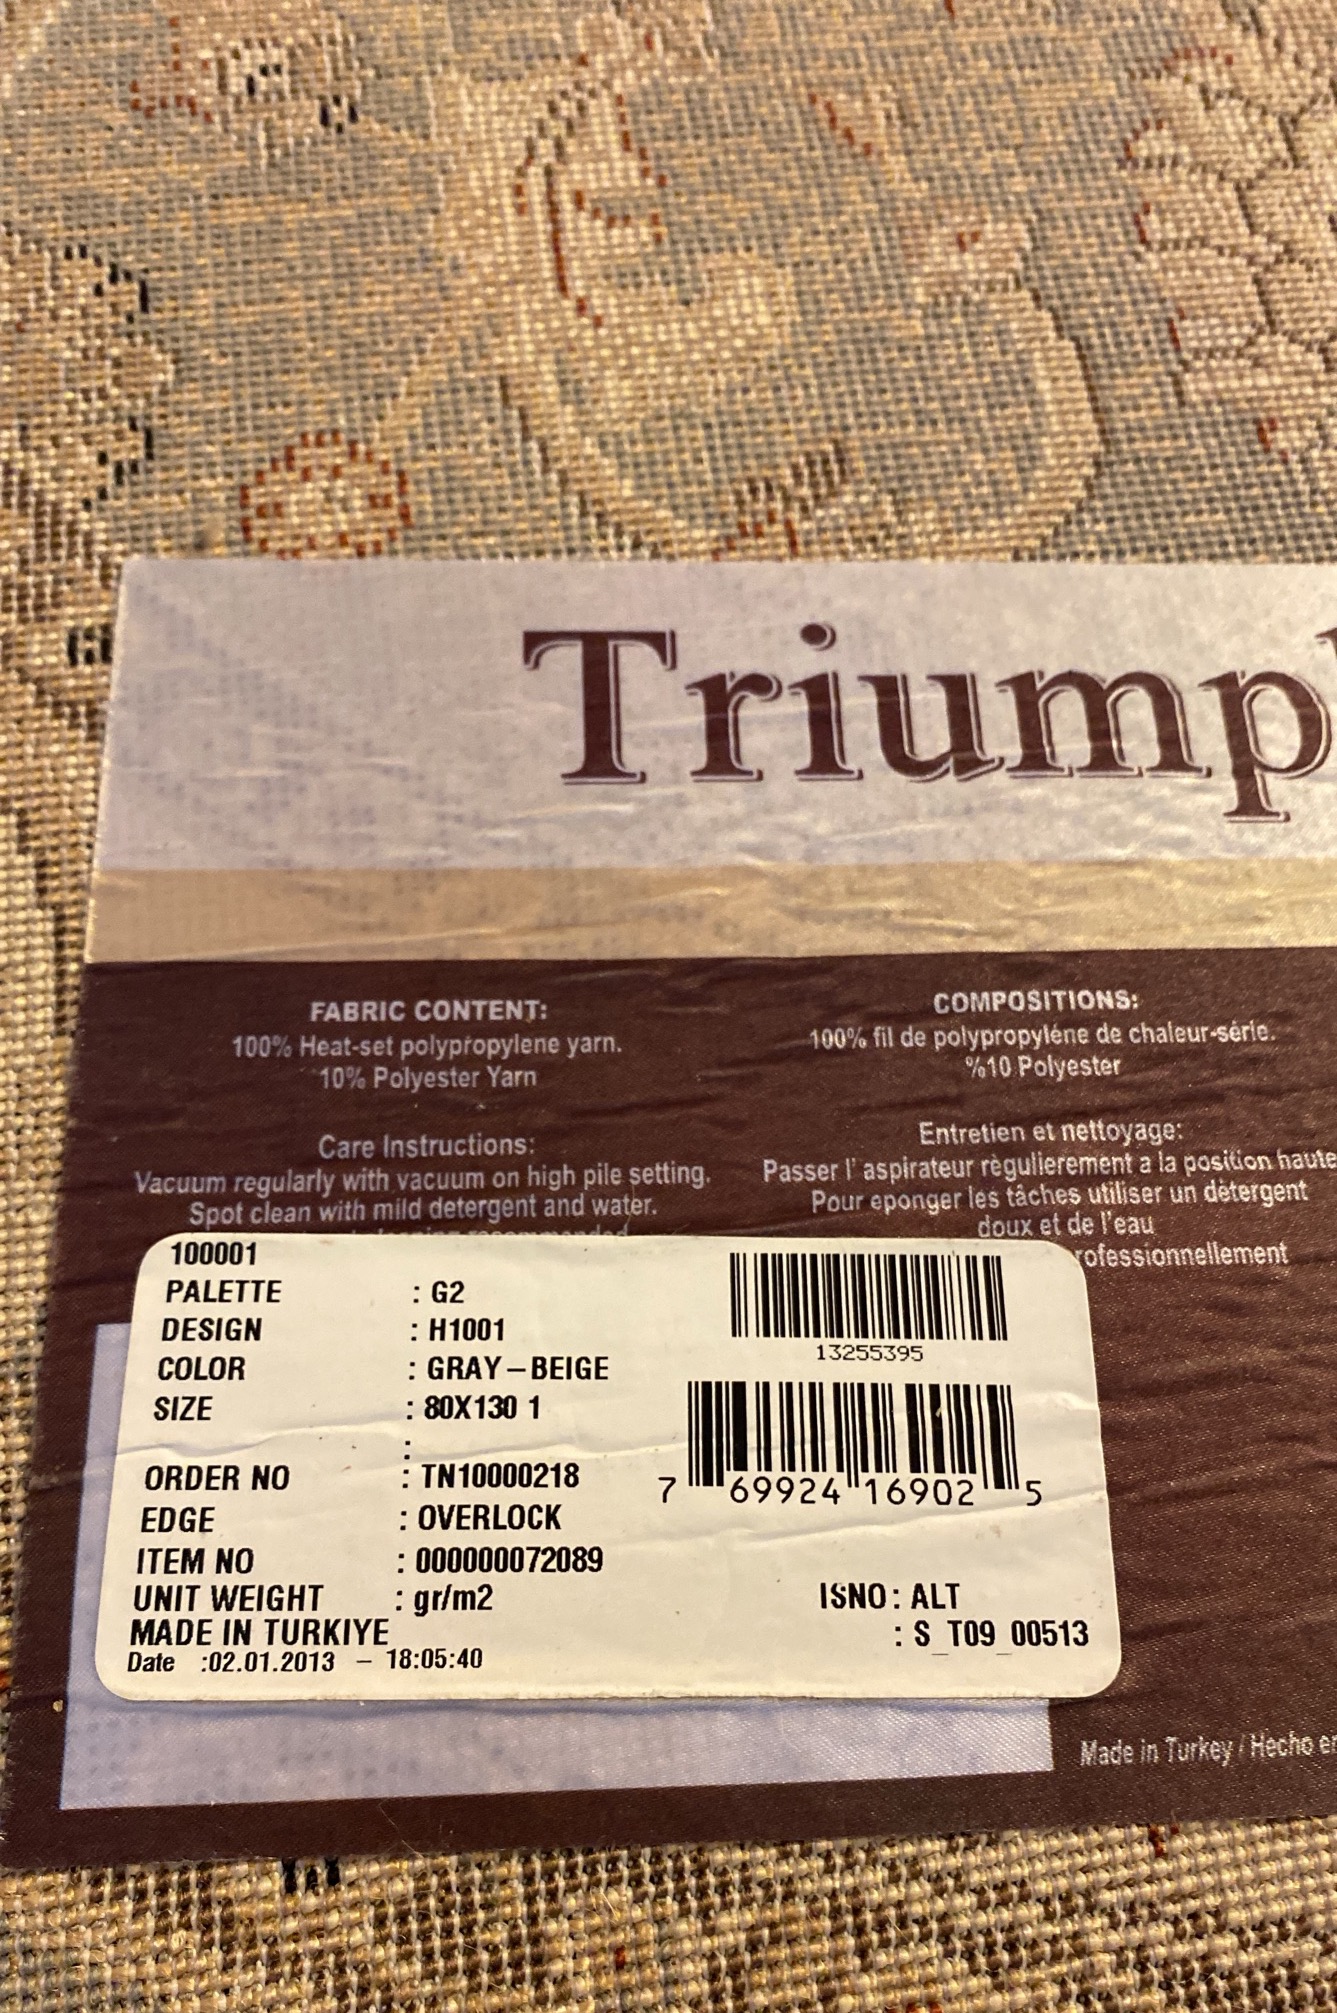 Triump
FABRIC CONTENT:
100% Heat-set polypropylene yarn.
10% Polyester Yarn
Care Instructions:
Vacuum regularly with vacuum on high pile setting.
Spot clean with mild detergent and water.
COMPOSITIONS:
100% fil de polypropyléne de chaleur-série.
%10 Polyester
Entretien et nettoyage:
Passer l' aspirateur règulierement a la position haute
Pour eponger les tâches utiliser un dètergent
doux et de l'eau
rofessionnellement
100001
PALETTE : G2
DESIGN : H1001
COLOR : GRAY-BEIGE
SIZE : 80X130 1
:
ORDER NO : TN10000218
EDGE : OVERLOCK
ITEM NO : 000000072089
UNIT WEIGHT : gr/m2
MADE IN TURKIYE
Date :02.01.2013 - 18:05:40
13255395
7 69924 16902 5
ISNO : ALT
: S_T09_00513
Made in Turkey / Hecho en